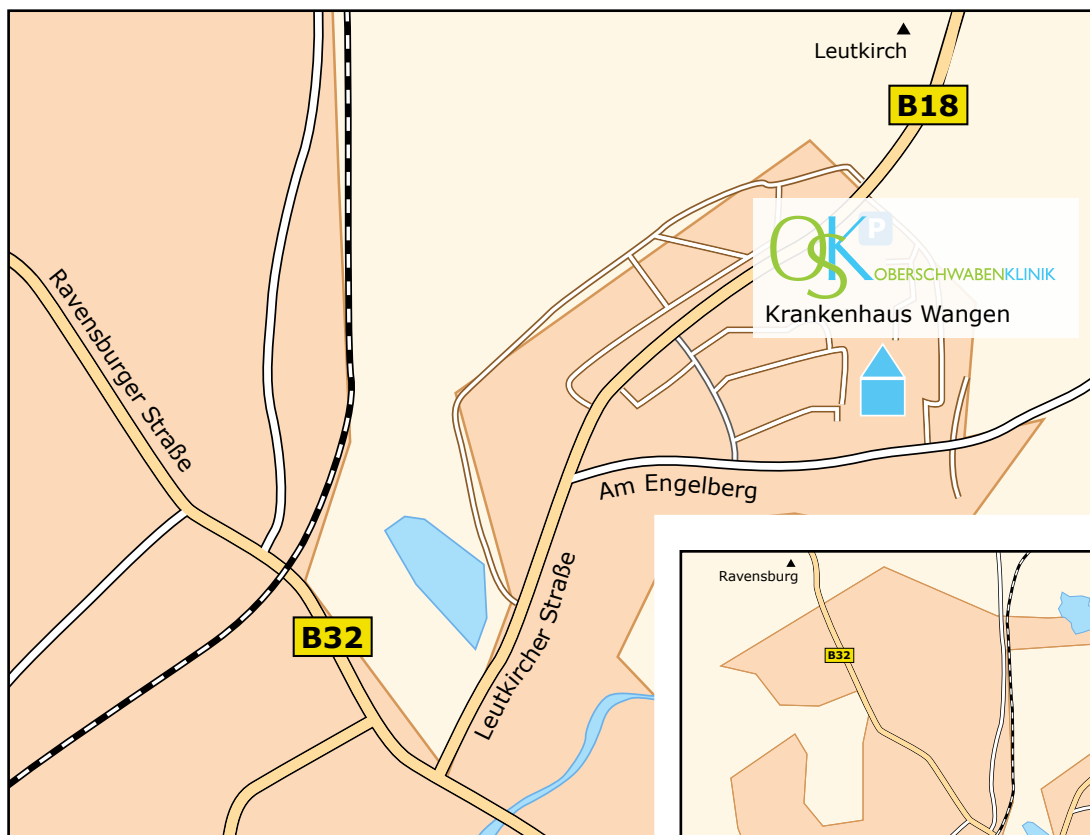 Leutkirch
B18
P
OSK OBERSCHWABENKLINIK
Krankenhaus Wangen
Ravensburger Straße
Am Engelberg
Leutkircher Straße
B32
Ravensburg
B32